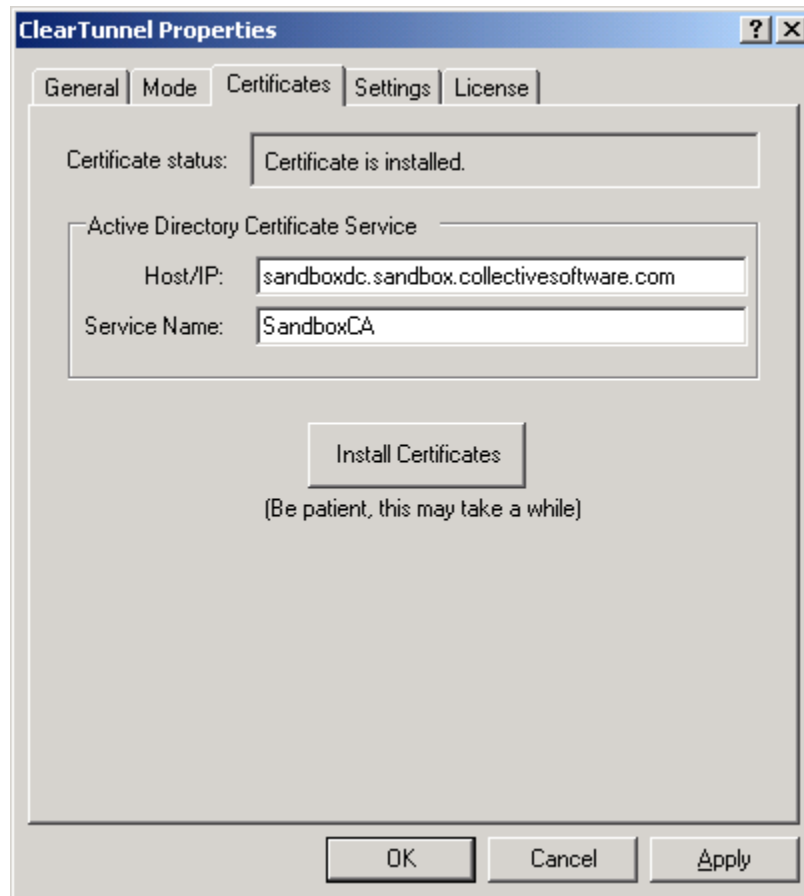 ClearTunnel Properties
General Mode Certificates Settings License
Certificate status: Certificate is installed.
Active Directory Certificate Service
Host/IP: sandboxdc.sandbox.collectivesoftware.com
Service Name: SandboxCA
Install Certificates
(Be patient, this may take a while)
OK Cancel Apply